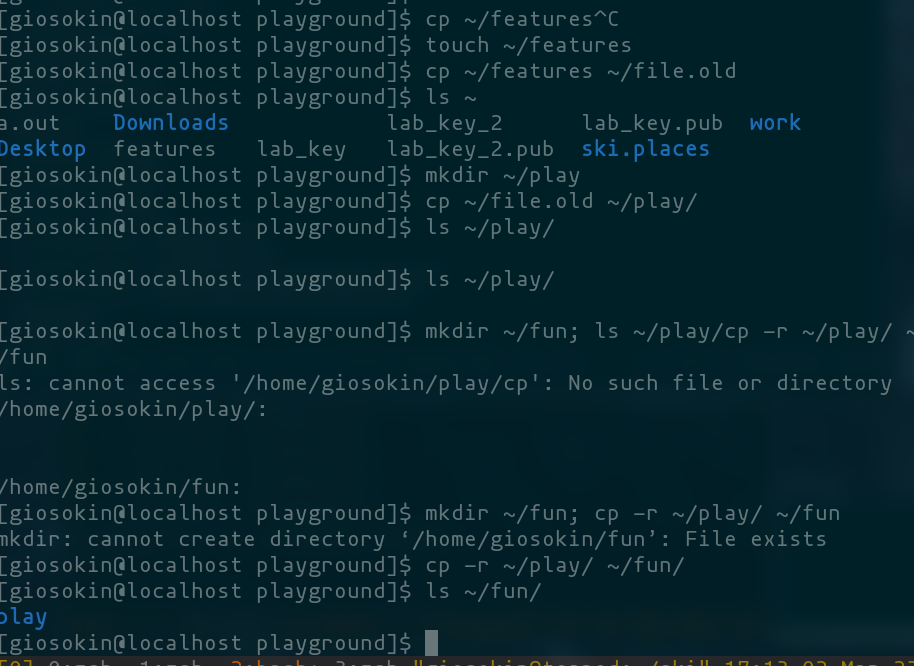 [giosokin@localhost playground]$ cp ~/features^C
[giosokin@localhost playground]$ touch ~/features
[giosokin@localhost playground]$ cp ~/features ~/file.old
[giosokin@localhost playground]$ ls ~
a.out Downloads lab_key_2 lab_key.pub work
Desktop features lab_key lab_key_2.pub ski.places
[giosokin@localhost playground]$ mkdir ~/play
[giosokin@localhost playground]$ cp ~/file.old ~/play/
[giosokin@localhost playground]$ ls ~/play/
[giosokin@localhost playground]$ ls ~/play/
[giosokin@localhost playground]$ mkdir ~/fun; ls ~/play/cp -r ~/play/ ~
/fun
ls: cannot access '/home/giosokin/play/cp': No such file or directory
/home/giosokin/play/:
/home/giosokin/fun:
[giosokin@localhost playground]$ mkdir ~/fun; cp -r ~/play/ ~/fun
mkdir: cannot create directory ‘/home/giosokin/fun’: File exists
[giosokin@localhost playground]$ cp -r ~/play/ ~/fun/
[giosokin@localhost playground]$ ls ~/fun/
play
[giosokin@localhost playground]$